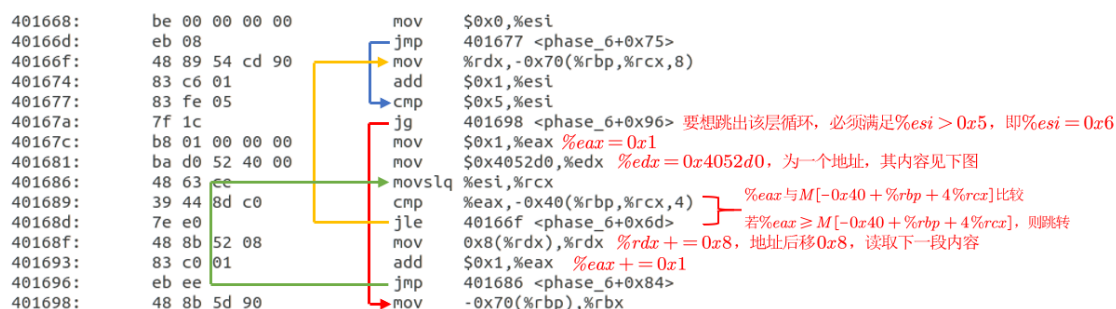 401668: be 00 00 00 00 mov $0x0,%esi
40166d: eb 08 jmp 401677 <phase_6+0x75>
40166f: 48 89 54 cd 90 mov %rdx,-0x70(%rbp,%rcx,8)
401674: 83 c6 01 add $0x1,%esi
401677: 83 fe 05 cmp $0x5,%esi
40167a: 7f 1c jg 401698 <phase_6+0x96> 要想跳出该层循环，必须满足%esi>0x5，即%esi=0x6
40167c: b8 01 00 00 00 mov $0x1,%eax %eax=0x1
401681: ba d0 52 40 00 mov $0x4052d0,%edx %edx=0x4052d0，为一个地址，其内容见下图
401686: 48 63 ce movslq %esi,%rcx
401689: 39 44 8d c0 cmp %eax,-0x40(%rbp,%rcx,4) %eax与M[-0x40+%rbp+4%rcx]比较
40168d: 7e e0 jle 40166f <phase_6+0x6d> 若%eax≥M[-0x40+%rbp+4%rcx]，则跳转
40168f: 48 8b 52 08 mov 0x8(%rdx),%rdx %rdx+=0x8，地址后移0x8，读取下一段内容
401693: 83 c0 01 add $0x1,%eax %eax+=0x1
401696: eb ee jmp 401686 <phase_6+0x84>
401698: 48 8b 5d 90 mov -0x70(%rbp),%rbx